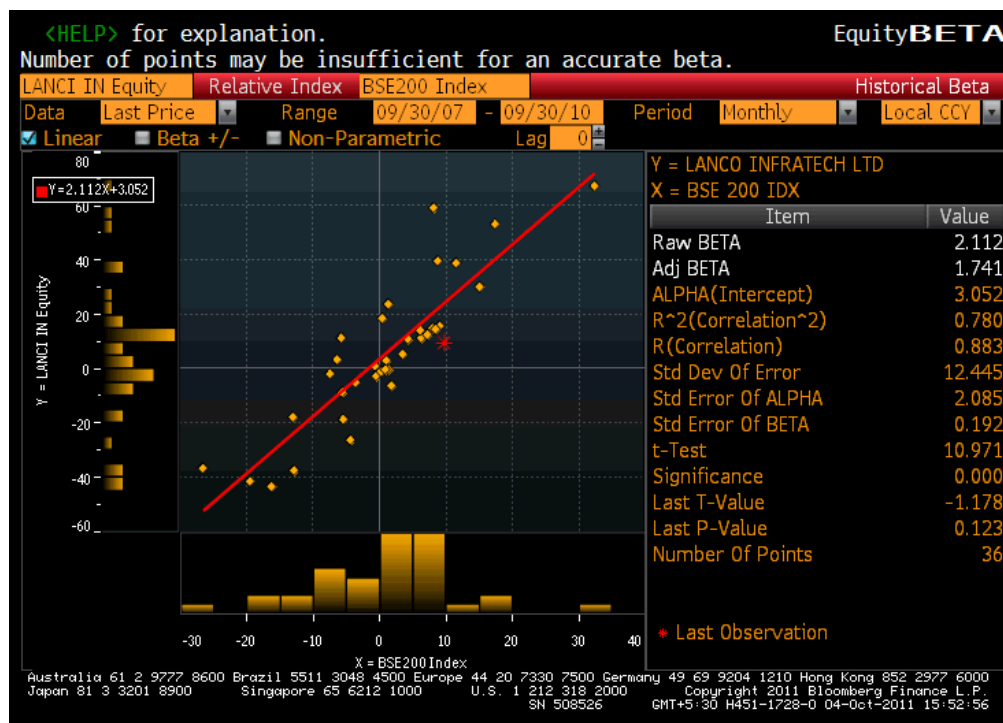 <HELP> for explanation. EquityBETA
Number of points may be insufficient for an accurate beta.
LANCI IN Equity Relative Index BSE200 Index Historical Beta
Data Last Price Range 09/30/07 - 09/30/10 Period Monthly Local CCY
Linear Beta +/- Non-Parametric Lag 0
80
Y=2.112X+3.052
60
40
20
0
-20
-40
-60
Y = LANCI IN Equity
-30 -20 -10 0 10 20 30 40
X = BSE200 Index
Y = LANCO INFRATECH LTD
X = BSE 200 IDX
Item Value
Raw BETA 2.112
Adj BETA 1.741
ALPHA(Intercept) 3.052
R^2(Correlation^2) 0.780
R(Correlation) 0.883
Std Dev Of Error 12.445
Std Error Of ALPHA 2.085
Std Error Of BETA 0.192
t-Test 10.971
Significance 0.000
Last T-Value -1.178
Last P-Value 0.123
Number Of Points 36
* Last Observation
Australia 61 2 9777 8600 Brazil 5511 3048 4500 Europe 44 20 7330 7500 Germany 49 69 9204 1210 Hong Kong 852 2977 6000
Japan 81 3 3201 8900 Singapore 65 6212 1000 U.S. 1 212 318 2000 Copyright 2011 Bloomberg Finance L.P.
SN 508526 GMT+5:30 H451-1728-0 04-Oct-2011 15:52:56